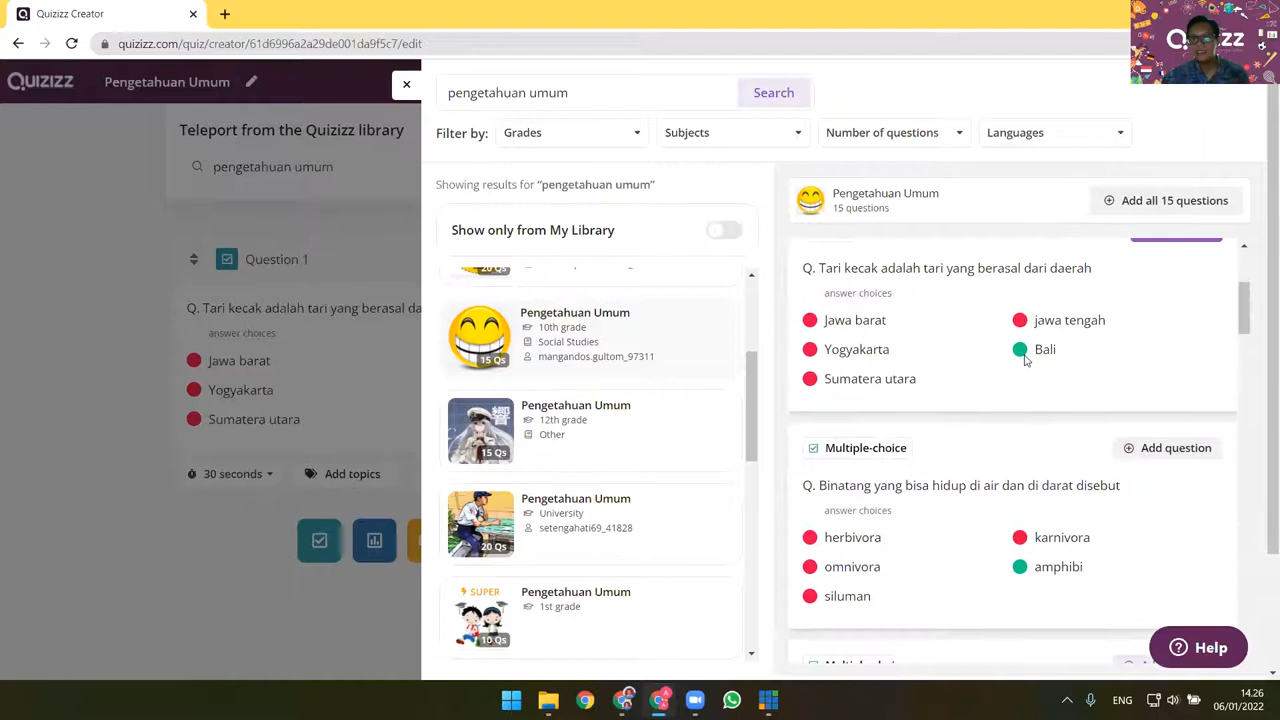 Quizizz Creator
quizizz.com/quiz/creator/61d6996a2a29de001da9f5c7/edit
QUIZIZZ
Pengetahuan Umum
Teleport from the Quizizz library
pengetahuan umum
Question 1
Q. Tari kecak adalah tari yang berasal da
answer choices
Jawa barat
Yogyakarta
Sumatera utara
30 seconds
Add topics
pengetahuan umum
Search
Filter by:
Grades
Subjects
Number of questions
Languages
Showing results for “pengetahuan umum”
Show only from My Library
20 Qs
Pengetahuan Umum
10th grade
Social Studies
mangandos.gultom_97311
15 Qs
Pengetahuan Umum
12th grade
Other
響
15 Qs
Pengetahuan Umum
University
setengahati69_41828
20 Qs
SUPER
Pengetahuan Umum
1st grade
10 Qs
Pengetahuan Umum
15 questions
Add all 15 questions
Q. Tari kecak adalah tari yang berasal dari daerah
answer choices
Jawa barat
jawa tengah
Yogyakarta
Bali
Sumatera utara
Multiple-choice
Add question
Q. Binatang yang bisa hidup di air dan di darat disebut
answer choices
herbivora
karnivora
omnivora
amphibi
siluman
Multiple-choice
Help
ENG
14.26
06/01/2022